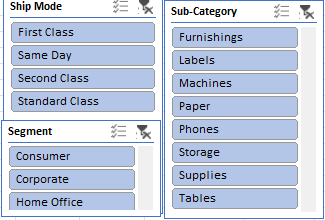 Ship Mode
First Class
Same Day
Second Class
Standard Class
Segment
Consumer
Corporate
Home Office
Sub-Category
Furnishings
Labels
Machines
Paper
Phones
Storage
Supplies
Tables